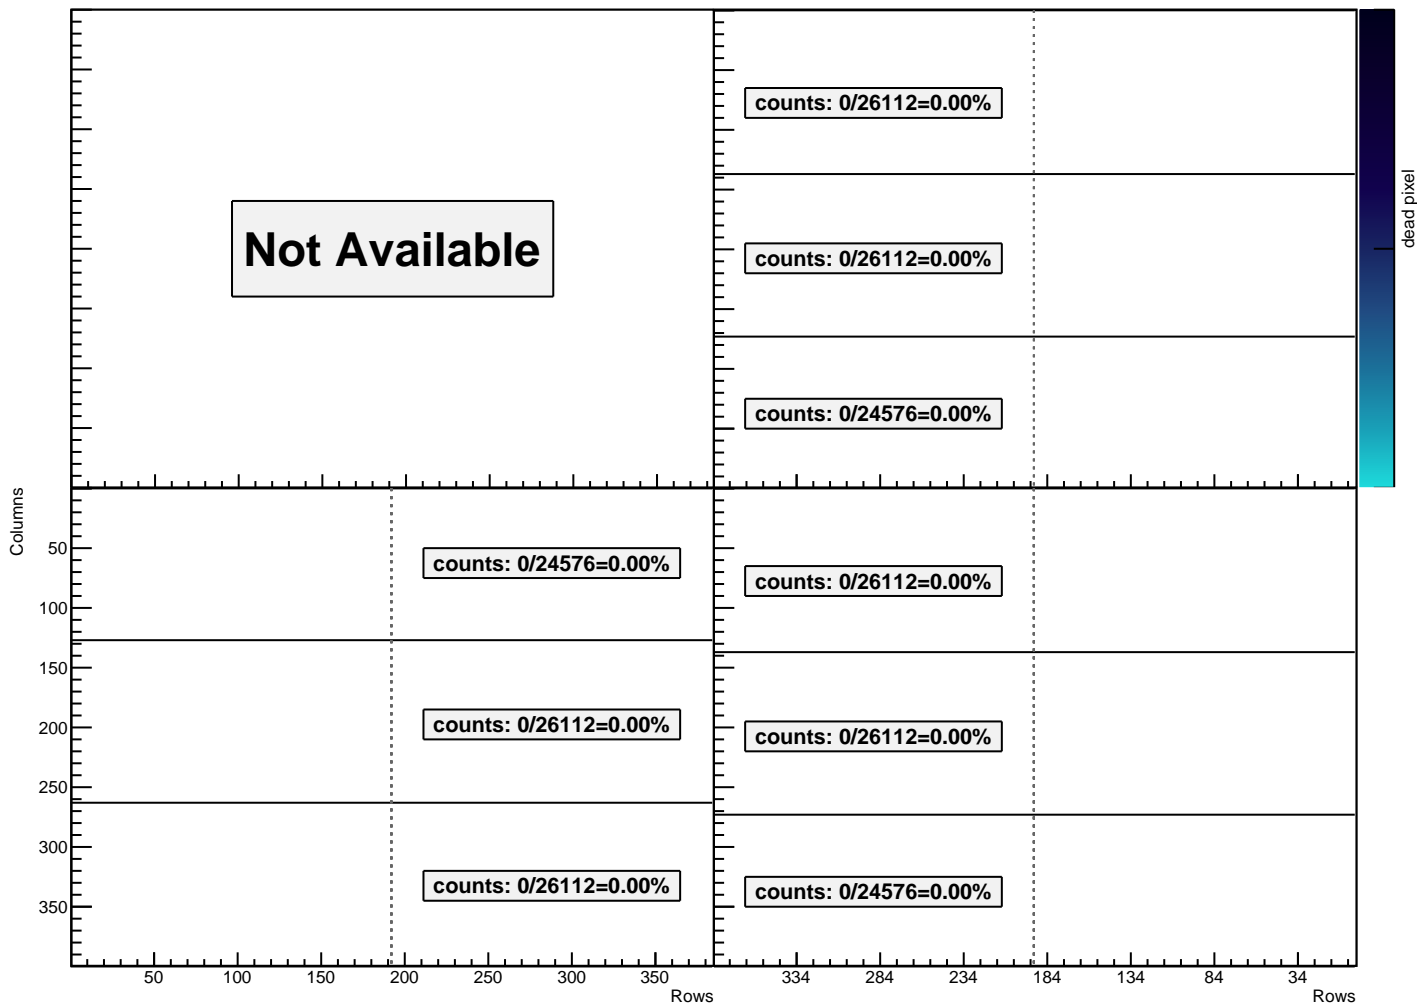 counts: 0/26112=0.00%
Not Available
counts: 0/26112=0.00%
counts: 0/24576=0.00%
dead pixel
Columns
50
100
150
200
250
300
350
counts: 0/24576=0.00%
counts: 0/26112=0.00%
counts: 0/26112=0.00%
counts: 0/26112=0.00%
counts: 0/26112=0.00%
counts: 0/24576=0.00%
50 100 150 200 250 300 350
Rows
334 284 234 184 134 84 34
Rows